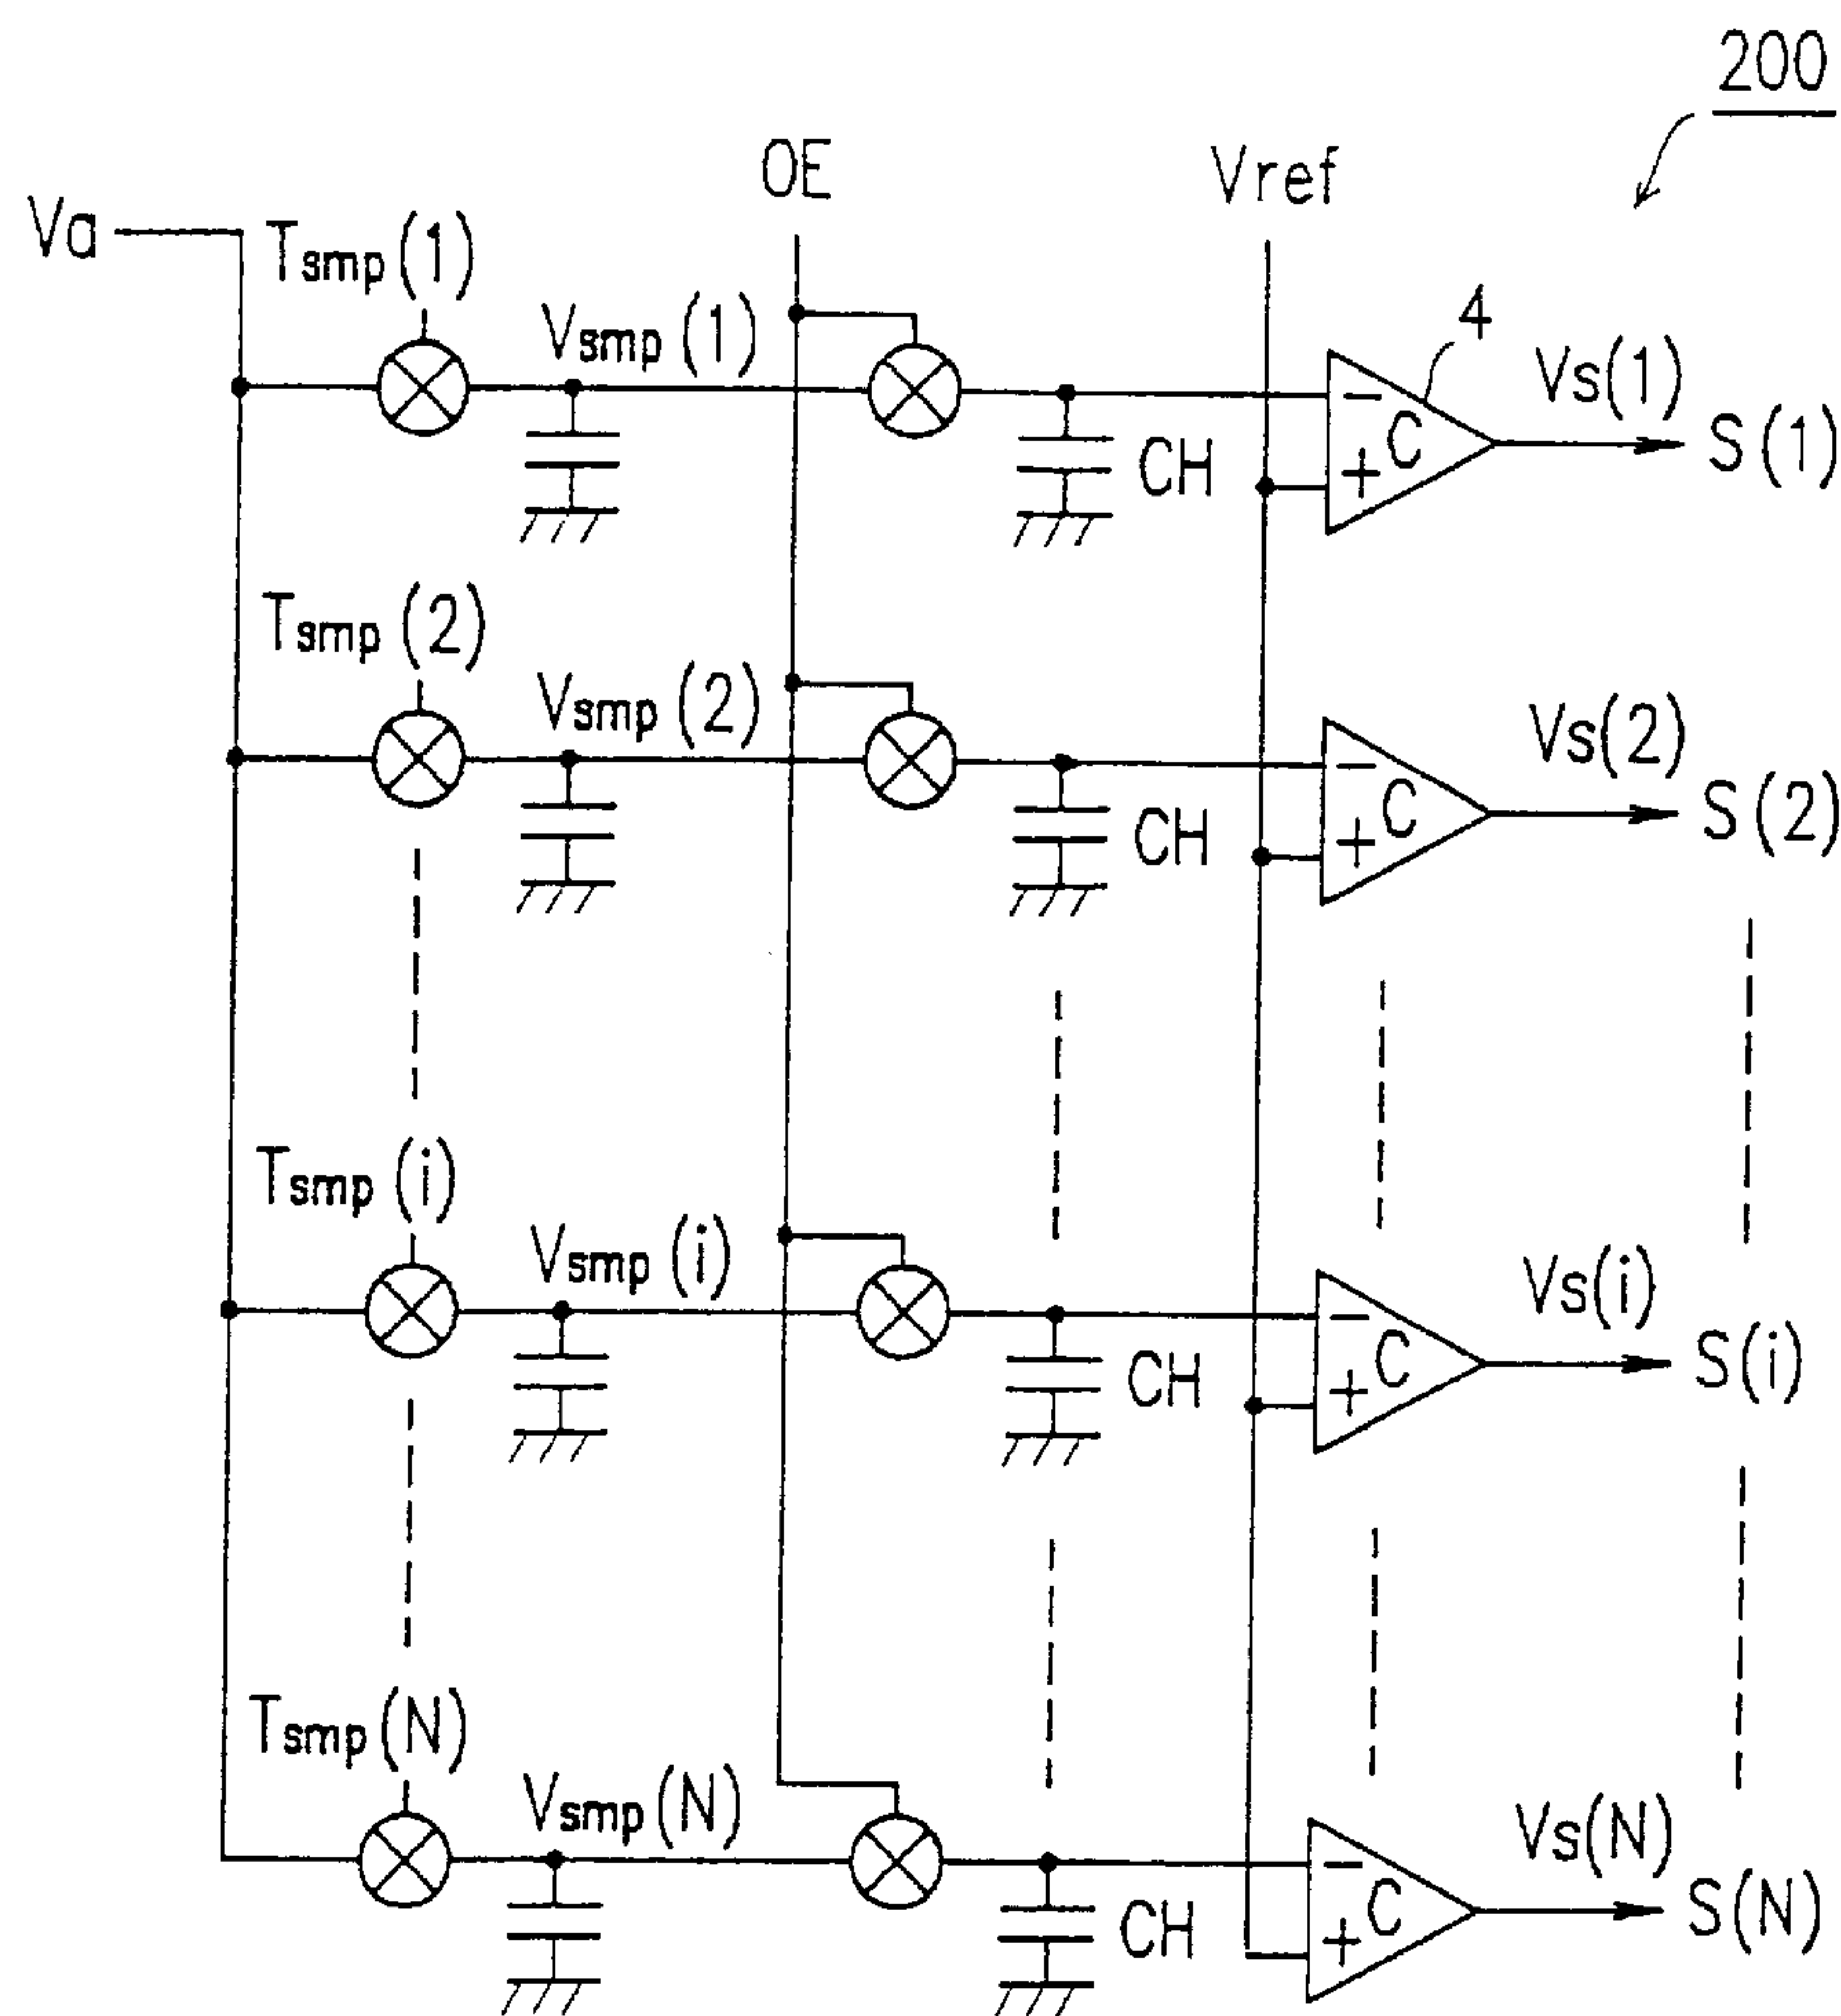 200
OE
Vref
Va
Tsmp(1)
Vsmp(1)
4
Vs(1)
S(1)
CH
C
-
+
Tsmp(2)
Vsmp(2)
Vs(2)
S(2)
CH
C
-
+
Tsmp(i)
Vsmp(i)
Vs(i)
S(i)
CH
C
-
+
Tsmp(N)
Vsmp(N)
Vs(N)
S(N)
CH
C
-
+